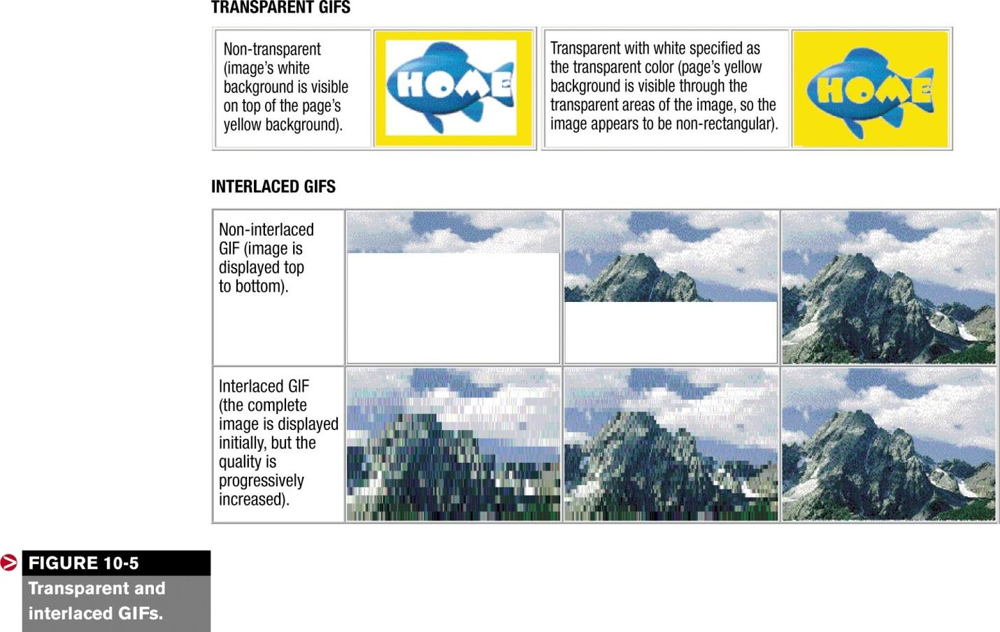 TRANSPARENT GIFS
Non-transparent
(image's white
background is visible
on top of the page's
yellow background).
HOME
Transparent with white specified as
the transparent color (page's yellow
background is visible through the
transparent areas of the image, so the
image appears to be non-rectangular).
HOME
INTERLACED GIFS
Non-interlaced
GIF (image is
displayed top
to bottom).
Interlaced GIF
(the complete
image is displayed
initially, but the
quality is
progressively
increased).
FIGURE 10-5
Transparent and
interlaced GIFs.